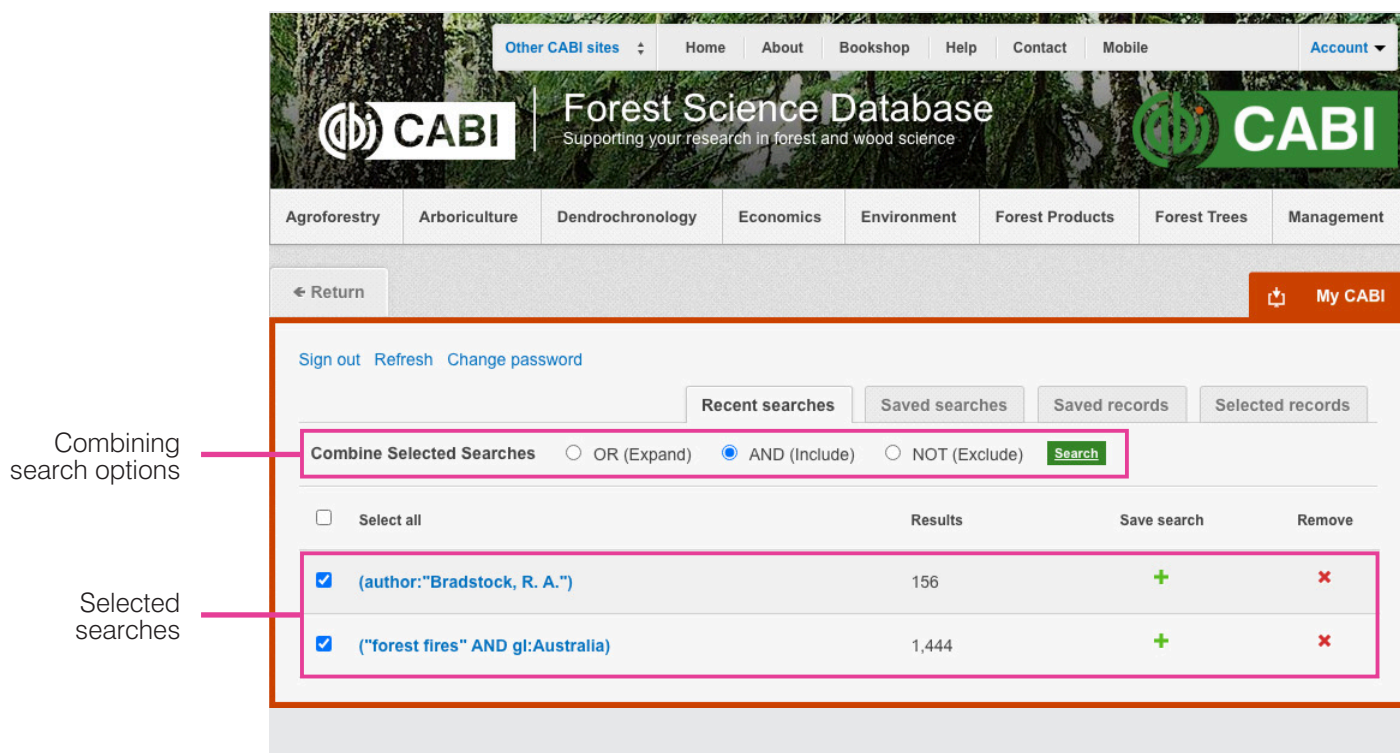 Other CABI sites Home About Bookshop Help Contact Mobile Account
CABI Forest Science Database CABI
Supporting your research in forest and wood science
Agroforestry Arboriculture Dendrochronology Economics Environment Forest Products Forest Trees Management
Return My CABI
Sign out Refresh Change password
Recent searches Saved searches Saved records Selected records
Combining
search options
Combine Selected Searches OR (Expand) AND (Include) NOT (Exclude) Search
Select all Results Save search Remove
(author:"Bradstock, R. A.") 156
Selected
searches
("forest fires" AND gl:Australia) 1,444